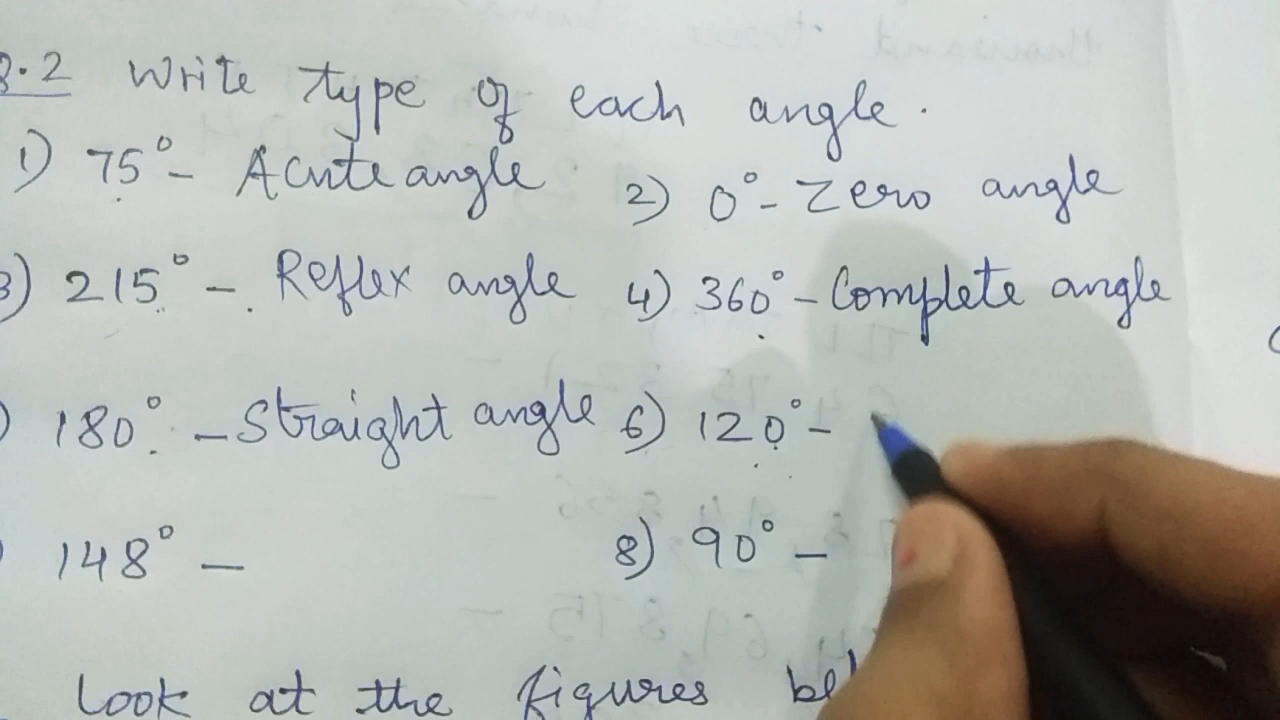 3.2 Write type of each angle.
1) 75° - Acute angle 2) 0° - Zero angle
3) 215° - Reflex angle 4) 360° - Complete angle
) 180° - Straight angle 6) 120° -
) 148° - 8) 90° -
Look at the figures